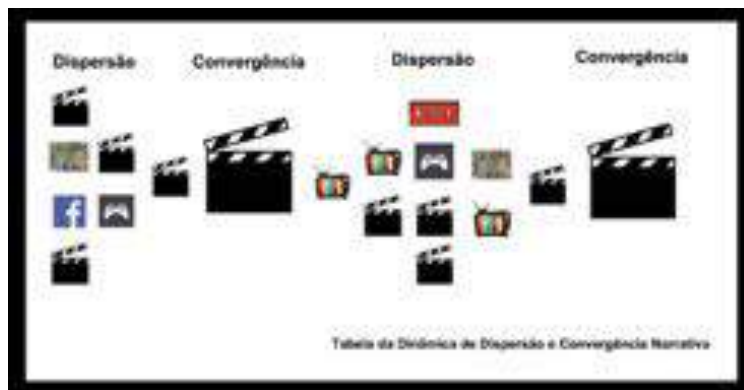 Dispersão
Convergência
Dispersão
Convergência
Tabela da Dinâmica de Dispersão e Convergência Narrativa